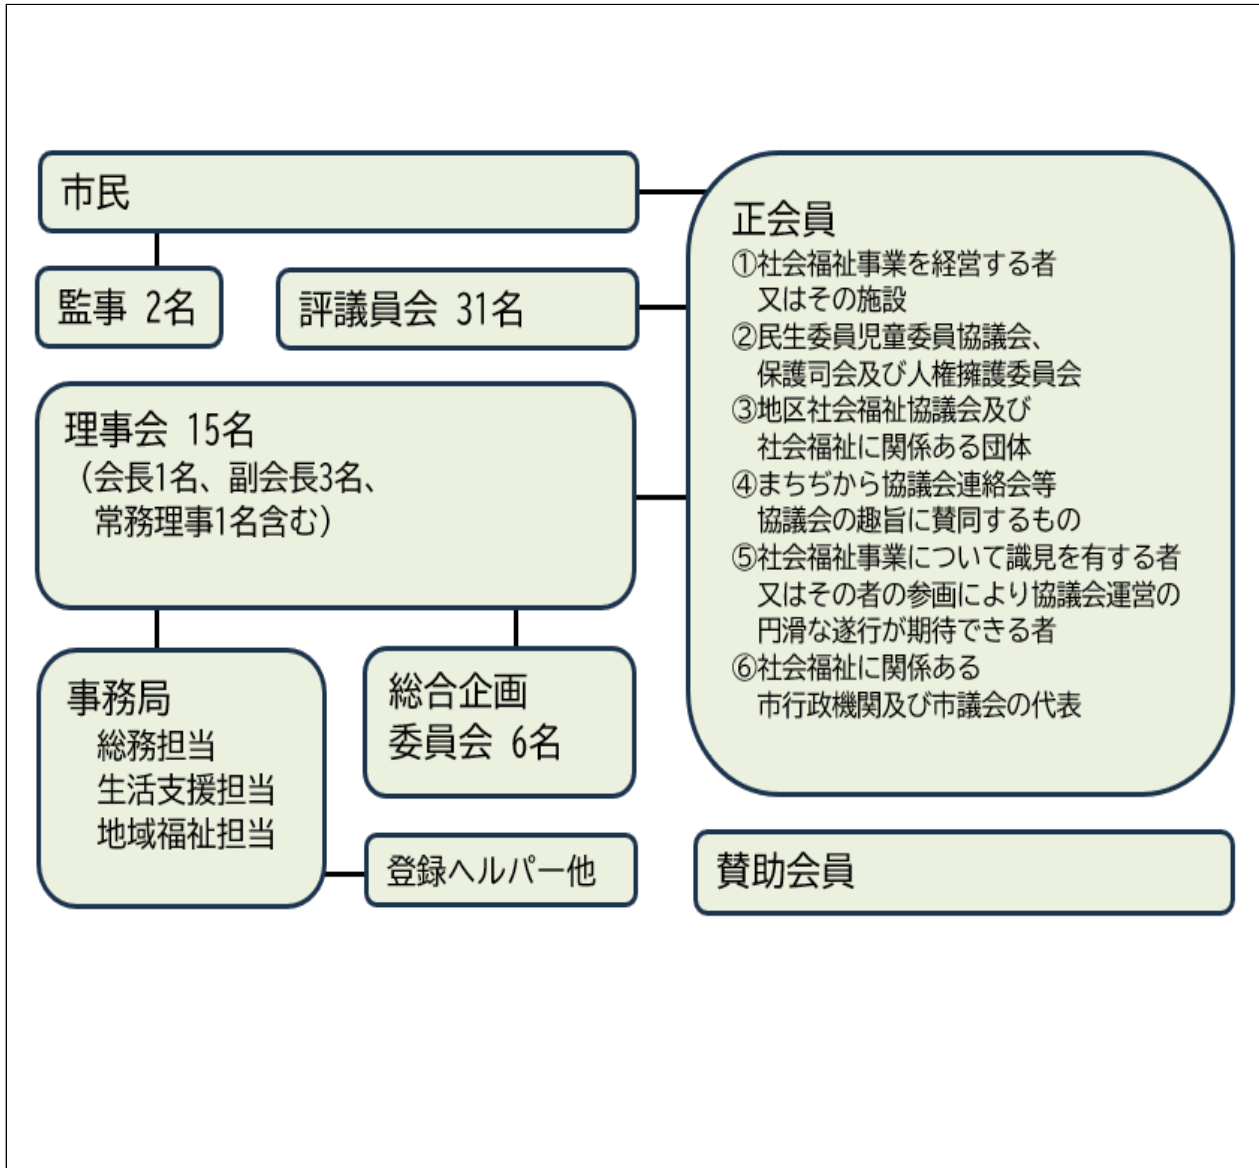 市民
監事 2名
評議員会 31名
理事会 15名
（会長1名、副会長3名、
常務理事1名含む）
事務局
総務担当
生活支援担当
地域福祉担当
総合企画
委員会 6名
登録ヘルパー他
正会員
①社会福祉事業を経営する者
又はその施設
②民生委員児童委員協議会、
保護司会及び人権擁護委員会
③地区社会福祉協議会及び
社会福祉に関係ある団体
④まちぢから協議会連絡会等
協議会の趣旨に賛同するもの
⑤社会福祉事業について識見を有する者
又はその者の参画により協議会運営の
円滑な遂行が期待できる者
⑥社会福祉に関係ある
市行政機関及び市議会の代表
賛助会員